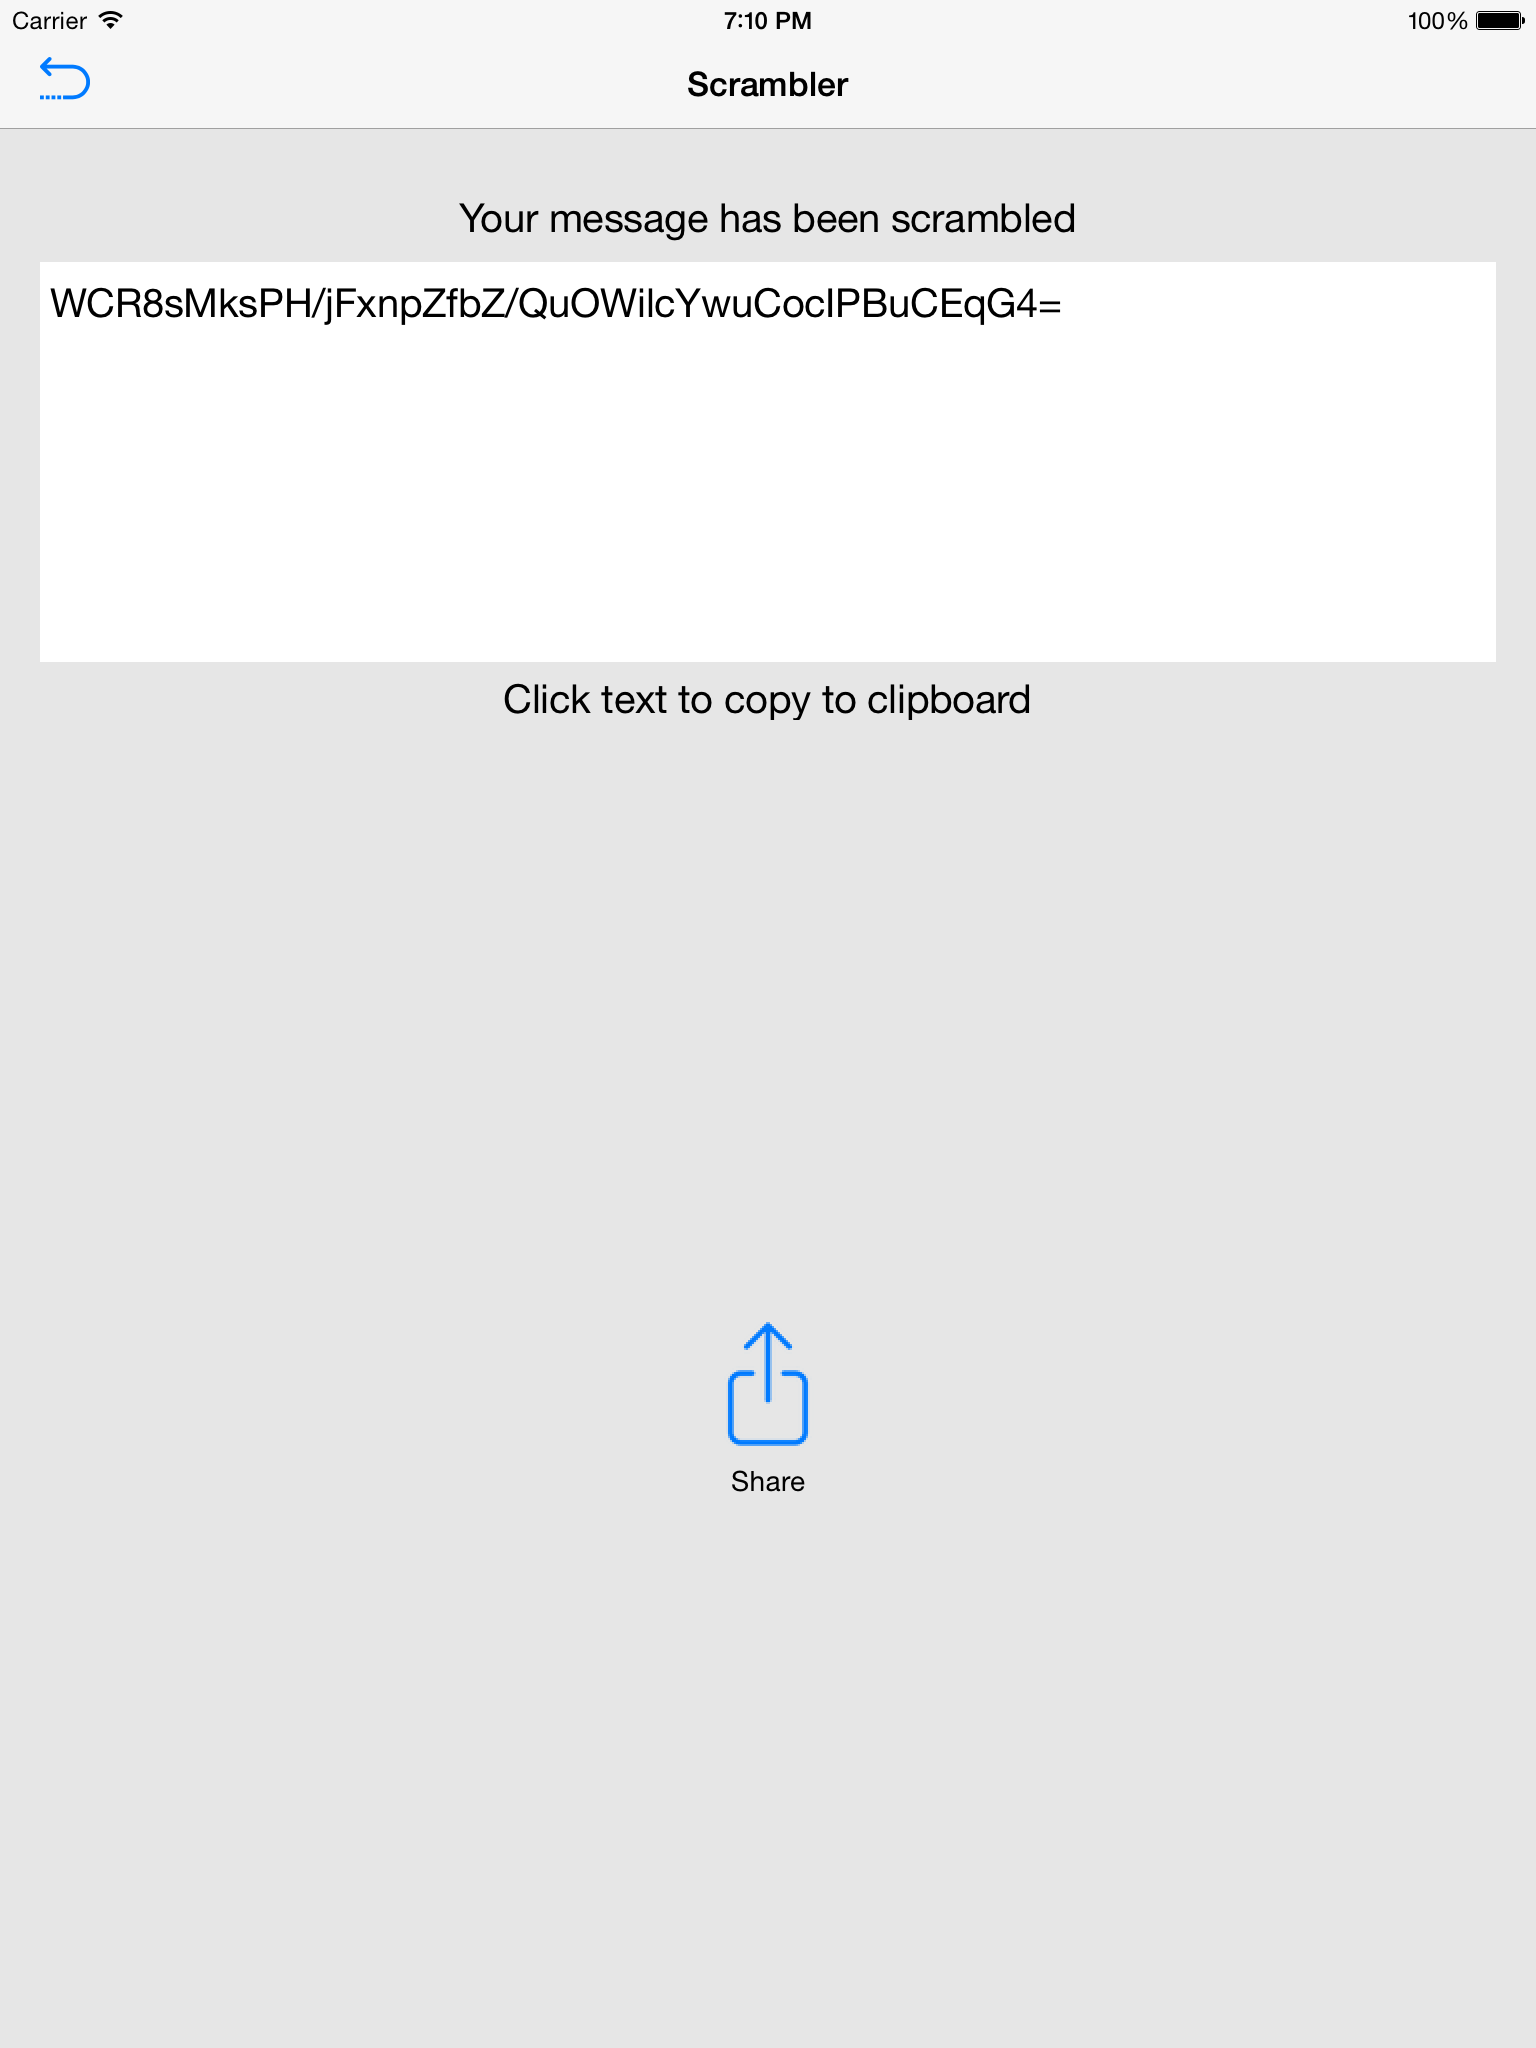 Carrier
7:10 PM
100%
Scrambler
Your message has been scrambled
WCR8sMksPH/jFxnpZfbZ/QuOWilcYwuCocIPBuCEqG4=
Click text to copy to clipboard
Share